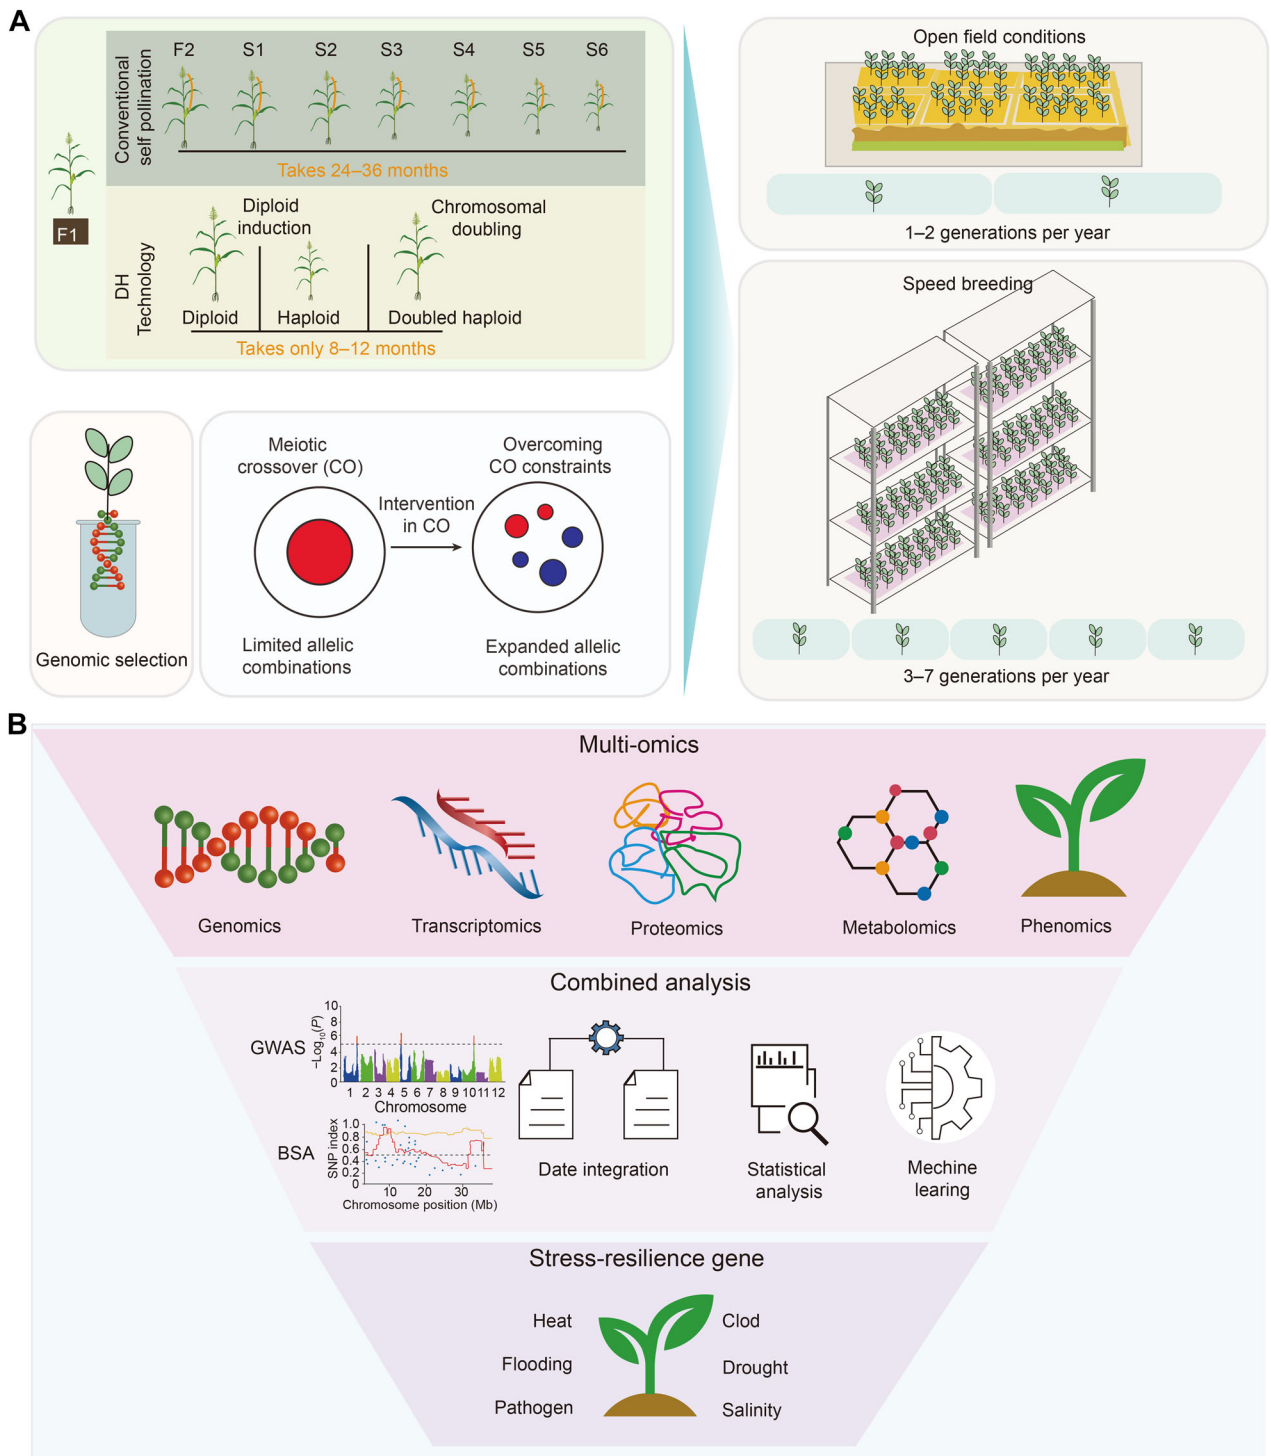 A
F1
Conventional
self pollination
F2 S1 S2 S3 S4 S5 S6
Takes 24–36 months
DH
Technology
Diploid
induction
Chromosomal
doubling
Diploid Haploid Doubled haploid
Takes only 8–12 months
Genomic selection
Meiotic
crossover (CO)
Intervention
in CO
Overcoming
CO constraints
Limited allelic
combinations
Expanded allelic
combinations
Open field conditions
1–2 generations per year
Speed breeding
3–7 generations per year
B
Multi-omics
Genomics Transcriptomics Proteomics Metabolomics Phenomics
Combined analysis
GWAS
−Log10(P)
10
8
6
4
2
0
1 2 3 4 5 6 7 8 9 10 11 12
Chromosome
BSA
SNP index
1.0
0.8
0.6
0.4
0.2
0
10 20 30
Chromosome position (Mb)
Date integration
Statistical
analysis
Mechine
learing
Stress-resilience gene
Heat Clod
Flooding Drought
Pathogen Salinity